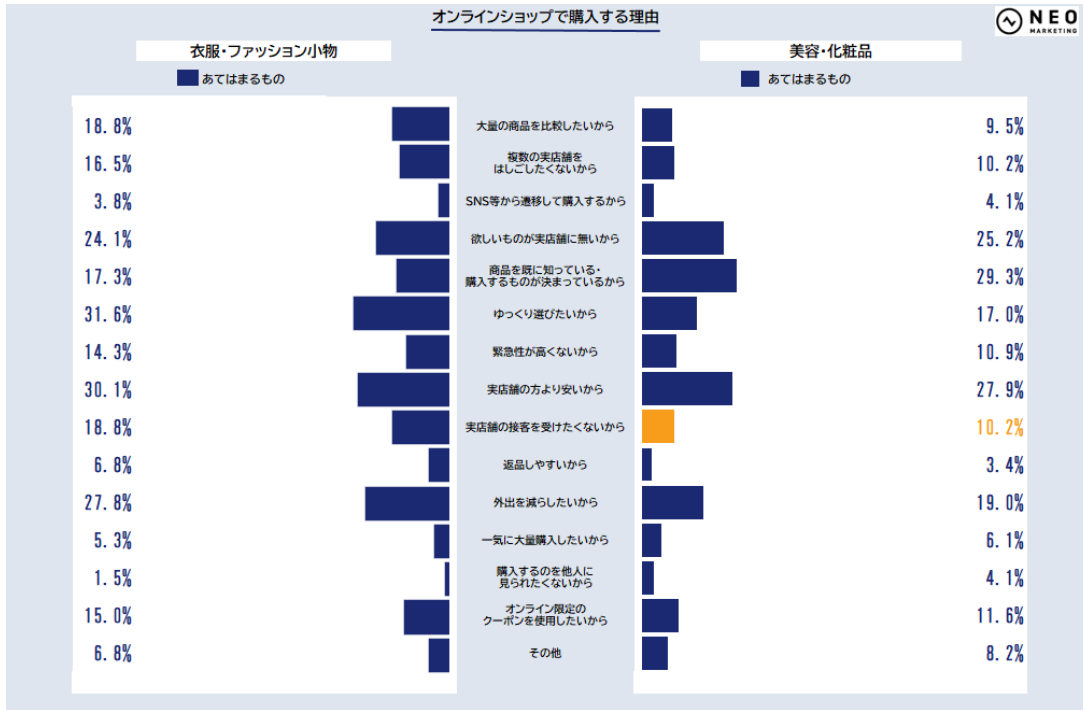 オンラインショップで購入する理由
NEO
MARKETING
衣服・ファッション小物
美容・化粧品
あてはまるもの
あてはまるもの
18.8%
大量の商品を比較したいから
9.5%
16.5%
複数の実店舗を
はしごしたくないから
10.2%
3.8%
SNS等から遷移して購入するから
4.1%
24.1%
欲しいものが実店舗に無いから
25.2%
17.3%
商品を既に知っている・
購入するものが決まっているから
29.3%
31.6%
ゆっくり選びたいから
17.0%
14.3%
緊急性が高くないから
10.9%
30.1%
実店舗の方より安いから
27.9%
18.8%
実店舗の接客を受けたくないから
10.2%
6.8%
返品しやすいから
3.4%
27.8%
外出を減らしたいから
19.0%
5.3%
一気に大量購入したいから
6.1%
1.5%
購入するのを他人に
見られたくないから
4.1%
15.0%
オンライン限定の
クーポンを使用したいから
11.6%
6.8%
その他
8.2%